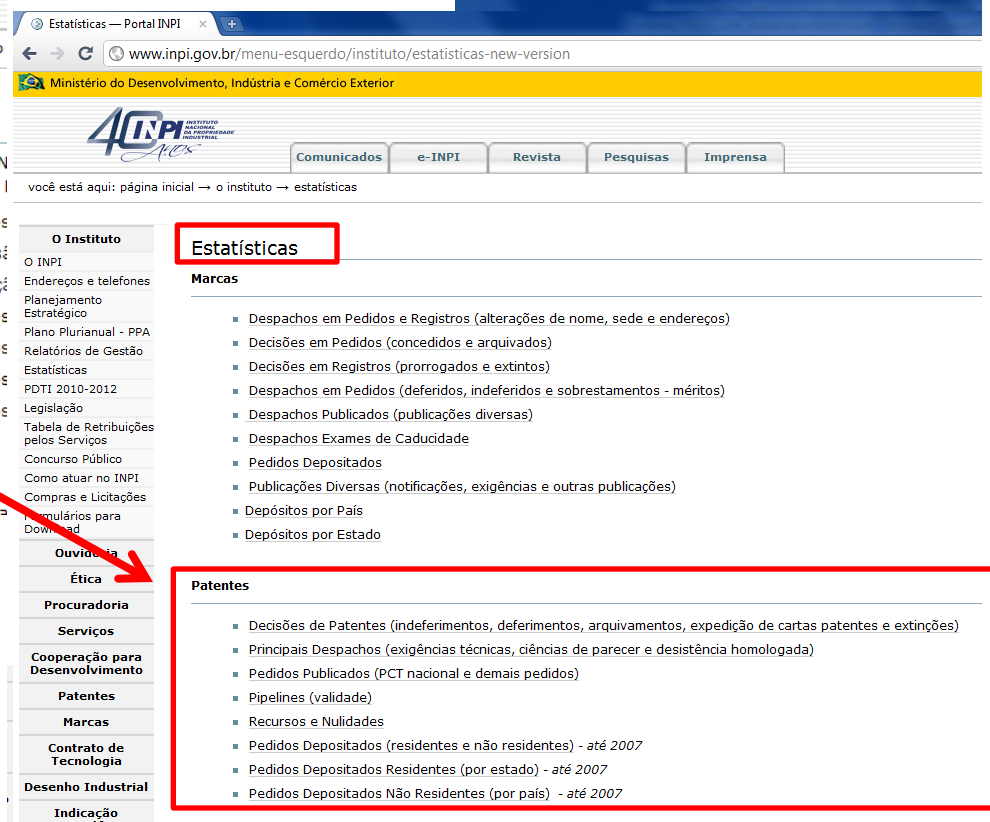 Estatísticas — Portal INPI
www.inpi.gov.br/menu-esquerdo/instituto/estatisticas-new-version
Ministério do Desenvolvimento, Indústria e Comércio Exterior
40 INPI INSTITUTO NACIONAL DA PROPRIEDADE INDUSTRIAL
Anos
Comunicados e-INPI Revista Pesquisas Imprensa
você está aqui: página inicial → o instituto → estatísticas
O Instituto
O INPI
Endereços e telefones
Planejamento
Estratégico
Plano Plurianual - PPA
Relatórios de Gestão
Estatísticas
PDTI 2010-2012
Legislação
Tabela de Retribuições
pelos Serviços
Concurso Público
Como atuar no INPI
Compras e Licitações
Formulários para
Download
Ouvidoria
Ética
Procuradoria
Serviços
Cooperação para
Desenvolvimento
Patentes
Marcas
Contrato de
Tecnologia
Desenho Industrial
Indicação
Estatísticas
Marcas
Despachos em Pedidos e Registros (alterações de nome, sede e endereços)
Decisões em Pedidos (concedidos e arquivados)
Decisões em Registros (prorrogados e extintos)
Despachos em Pedidos (deferidos, indeferidos e sobrestamentos - méritos)
Despachos Publicados (publicações diversas)
Despachos Exames de Caducidade
Pedidos Depositados
Publicações Diversas (notificações, exigências e outras publicações)
Depósitos por País
Depósitos por Estado
Patentes
Decisões de Patentes (indeferimentos, deferimentos, arquivamentos, expedição de cartas patentes e extinções)
Principais Despachos (exigências técnicas, ciências de parecer e desistência homologada)
Pedidos Publicados (PCT nacional e demais pedidos)
Pipelines (validade)
Recursos e Nulidades
Pedidos Depositados (residentes e não residentes) - até 2007
Pedidos Depositados Residentes (por estado) - até 2007
Pedidos Depositados Não Residentes (por país) - até 2007